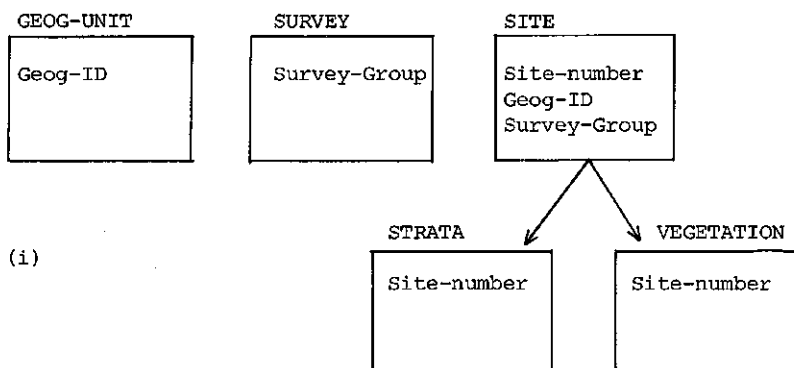 GEOG-UNIT
Geog-ID
SURVEY
Survey-Group
SITE
Site-number
Geog-ID
Survey-Group
(i)
STRATA
Site-number
VEGETATION
Site-number